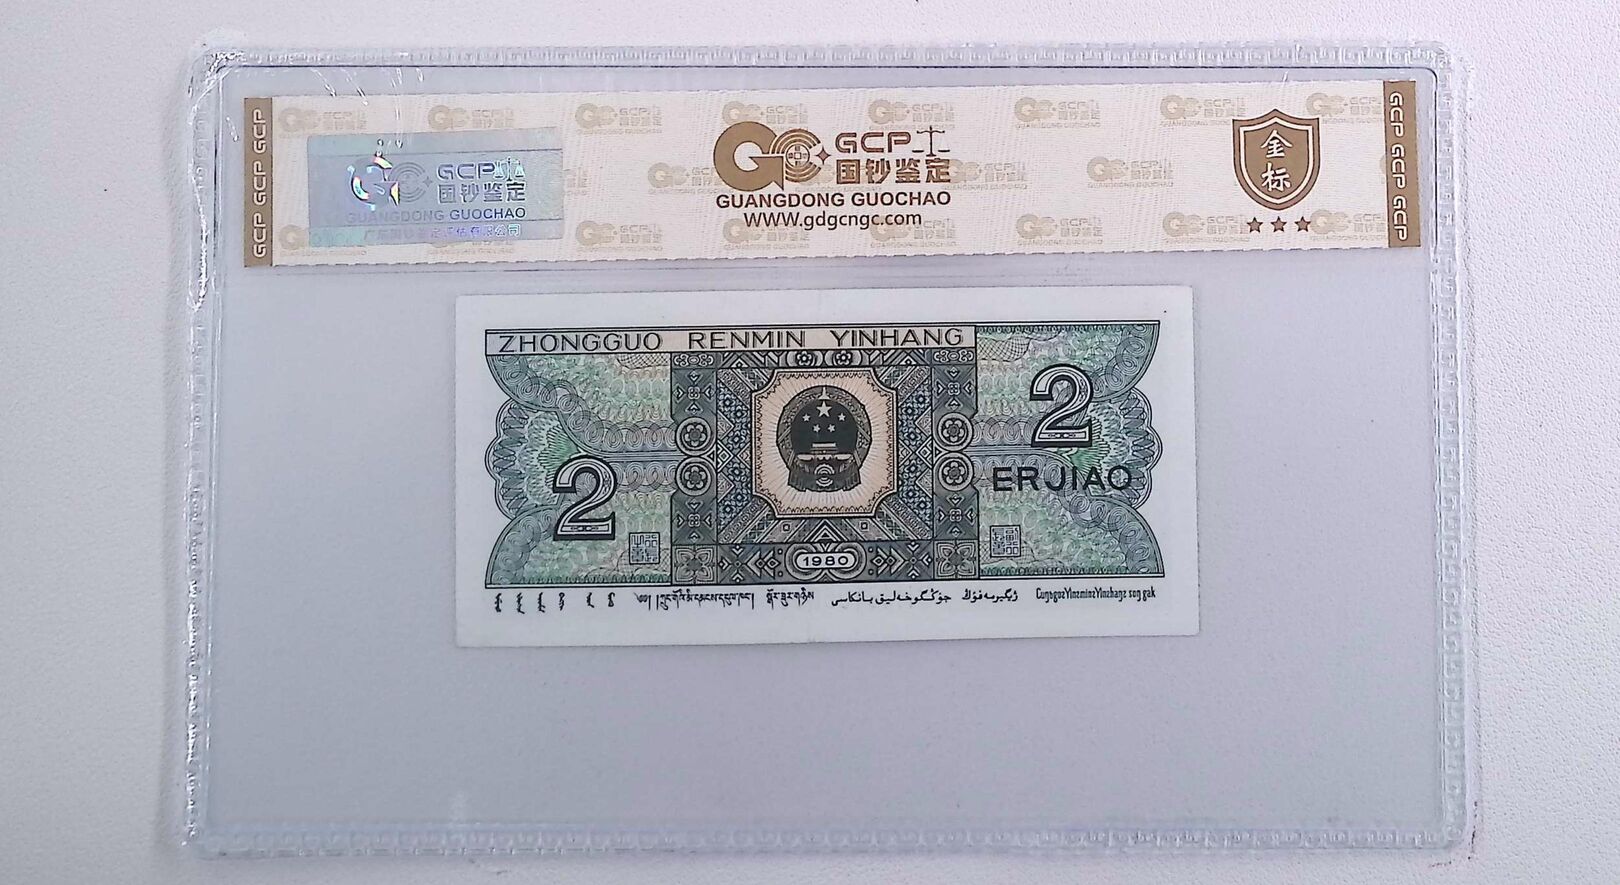 GCP GCP GCP
GCP
国钞鉴定
GUANGDONG GUOCHAO
GCP
国钞鉴定
GUANGDONG GUOCHAO
WWW.gdgcngc.com
金标
GCP GCP GCP
ZHONGGUO RENMIN YINHANG
2
2
ERJIAO
1980